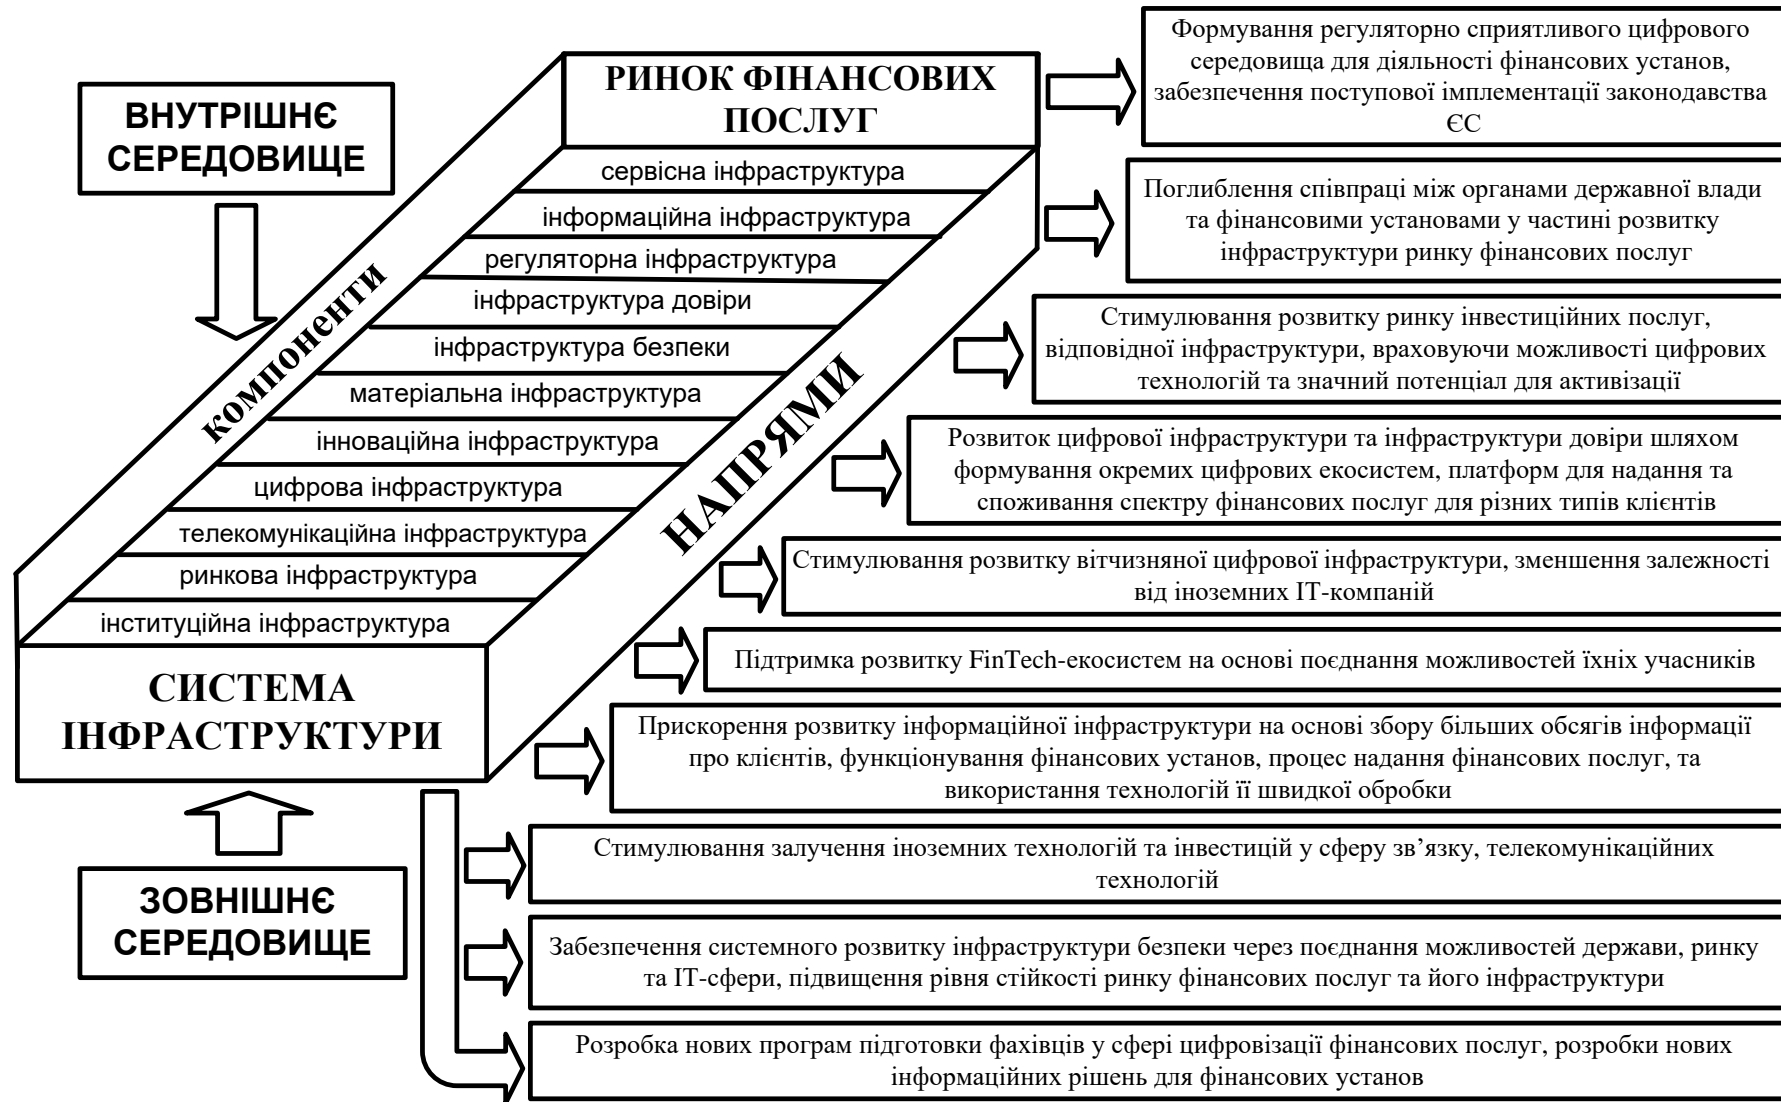 ВНУТРІШНЄ
СЕРЕДОВИЩЕ
РИНОК ФІНАНСОВИХ
ПОСЛУГ
компоненти
сервісна інфраструктура
інформаційна інфраструктура
регуляторна інфраструктура
інфраструктура довіри
інфраструктура безпеки
матеріальна інфраструктура
інноваційна інфраструктура
цифрова інфраструктура
телекомунікаційна інфраструктура
ринкова інфраструктура
інституційна інфраструктура
НАПРЯМИ
СИСТЕМА
ІНФРАСТРУКТУРИ
ЗОВНІШНЄ
СЕРЕДОВИЩЕ
Формування регуляторно сприятливого цифрового
середовища для діяльності фінансових установ,
забезпечення поступової імплементації законодавства
ЄС
Поглиблення співпраці між органами державної влади
та фінансовими установами у частині розвитку
інфраструктури ринку фінансових послуг
Стимулювання розвитку ринку інвестиційних послуг,
відповідної інфраструктури, враховуючи можливості цифрових
технологій та значний потенціал для активізації
Розвиток цифрової інфраструктури та інфраструктури довіри шляхом
формування окремих цифрових екосистем, платформ для надання та
споживання спектру фінансових послуг для різних типів клієнтів
Стимулювання розвитку вітчизняної цифрової інфраструктури, зменшення залежності
від іноземних ІТ-компаній
Підтримка розвитку FinTech-екосистем на основі поєднання можливостей їхніх учасників
Прискорення розвитку інформаційної інфраструктури на основі збору більших обсягів інформації
про клієнтів, функціонування фінансових установ, процес надання фінансових послуг, та
використання технологій її швидкої обробки
Стимулювання залучення іноземних технологій та інвестицій у сферу зв’язку, телекомунікаційних
технологій
Забезпечення системного розвитку інфраструктури безпеки через поєднання можливостей держави, ринку
та ІТ-сфери, підвищення рівня стійкості ринку фінансових послуг та його інфраструктури
Розробка нових програм підготовки фахівців у сфері цифровізації фінансових послуг, розробки нових
інформаційних рішень для фінансових установ